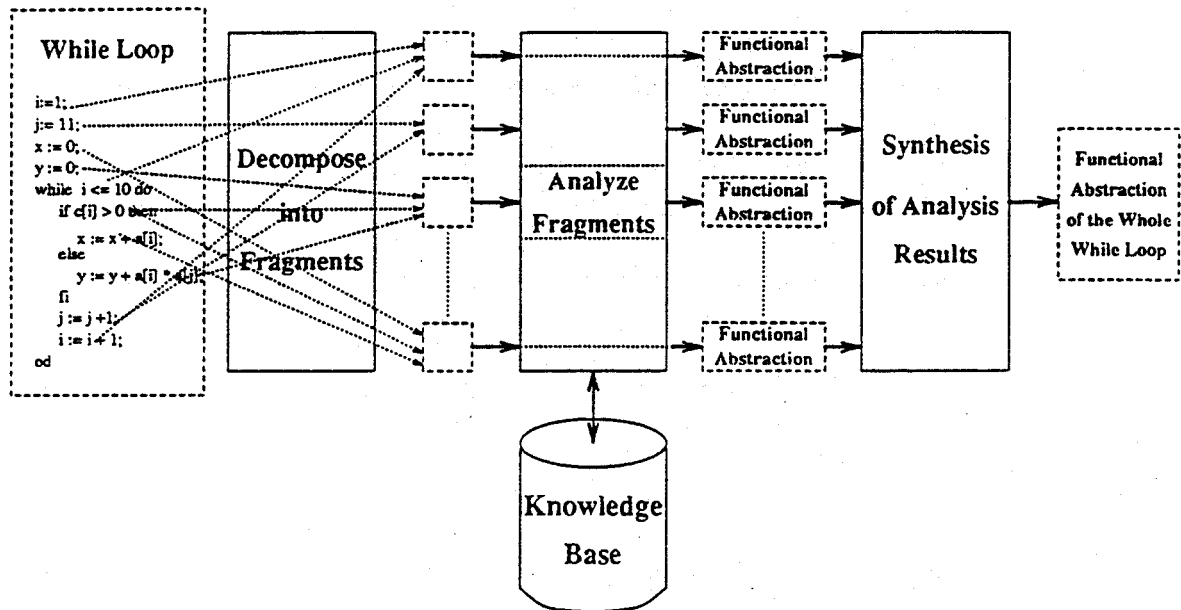 While Loop
i:=1;
j:= 11;
x := 0;
y := 0;
while i <= 10 do
if c[i] > 0 then
x := x + a[i];
else
y := y + a[i] *
fi
j := j +1;
i := i + 1;
od
Decompose
into
Fragments
Analyze
Fragments
Functional
Abstraction
Functional
Abstraction
Functional
Abstraction
Functional
Abstraction
Synthesis
of Analysis
Results
Functional
Abstraction
of the Whole
While Loop
Knowledge
Base